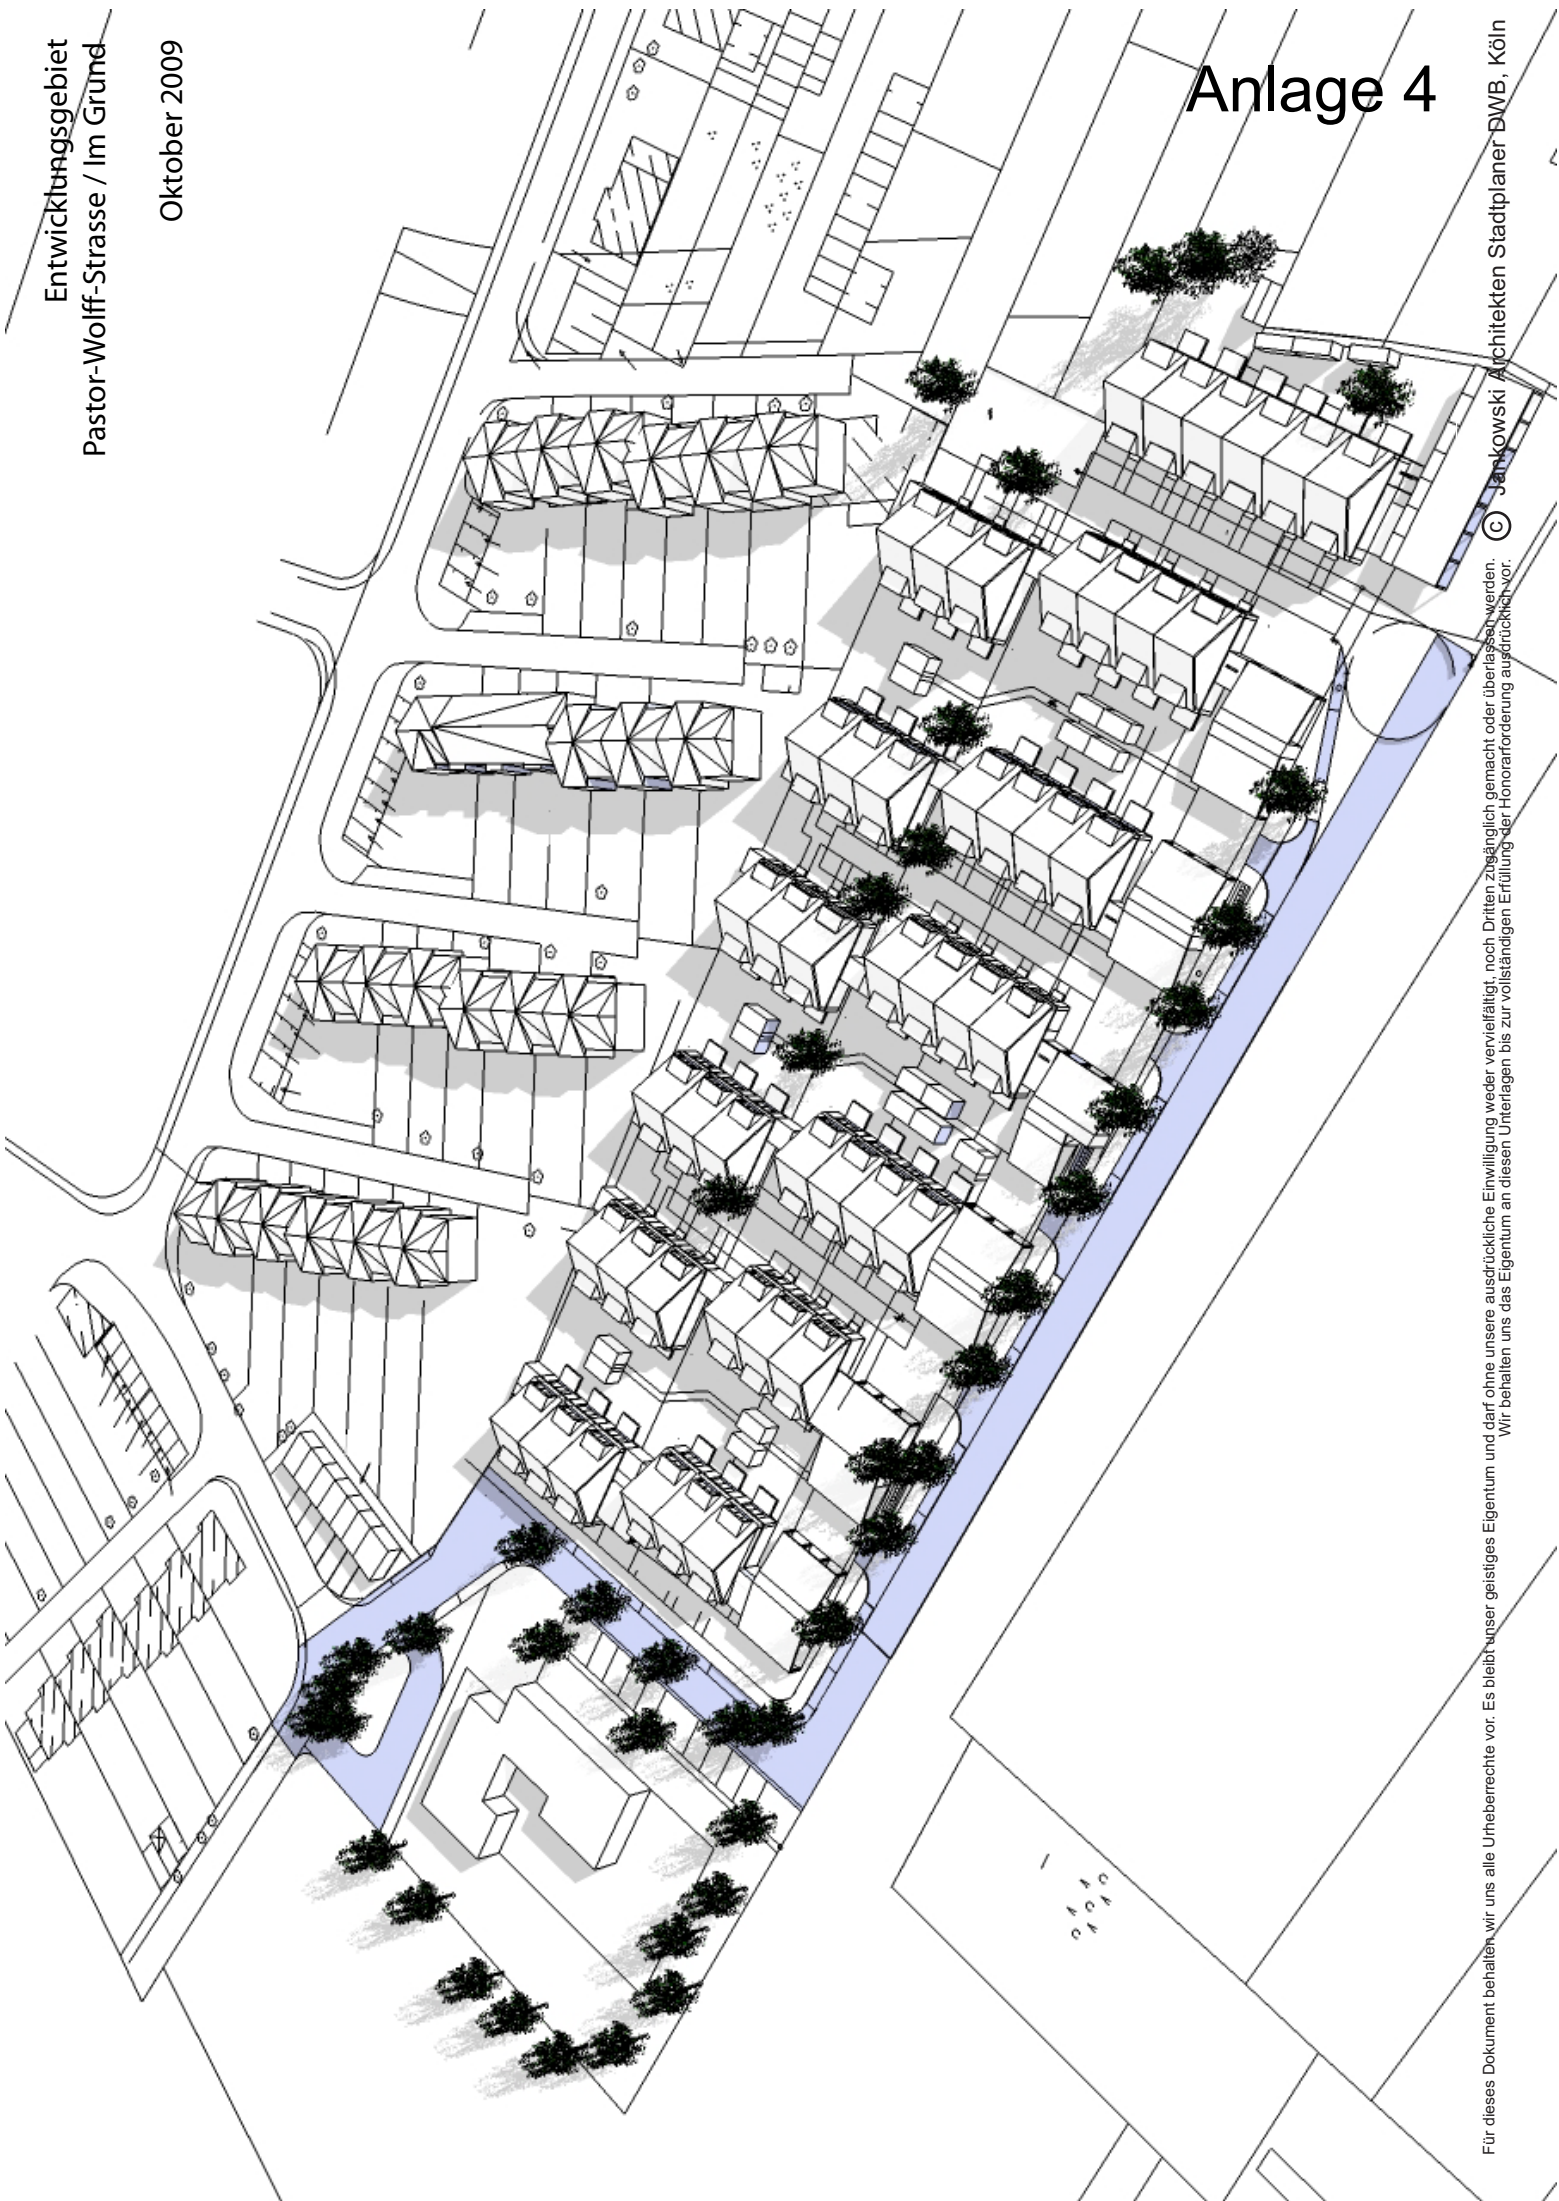 Entwicklungsgebiet
Pastor-Wolff-Strasse / Im Grund
Oktober 2009
Anlage 4
Für dieses Dokument behalten wir uns alle Urheberrechte vor. Es bleibt unser geistiges Eigentum und darf ohne unsere ausdrückliche Einwilligung weder vervielfältigt, noch Dritten zugänglich gemacht oder überlassen werden. © Jankowski Architekten Stadtplaner DWB, Köln
Wir behalten uns das Eigentum an diesen Unterlagen bis zur vollständigen Erfüllung der Honorarforderung ausdrücklich vor.